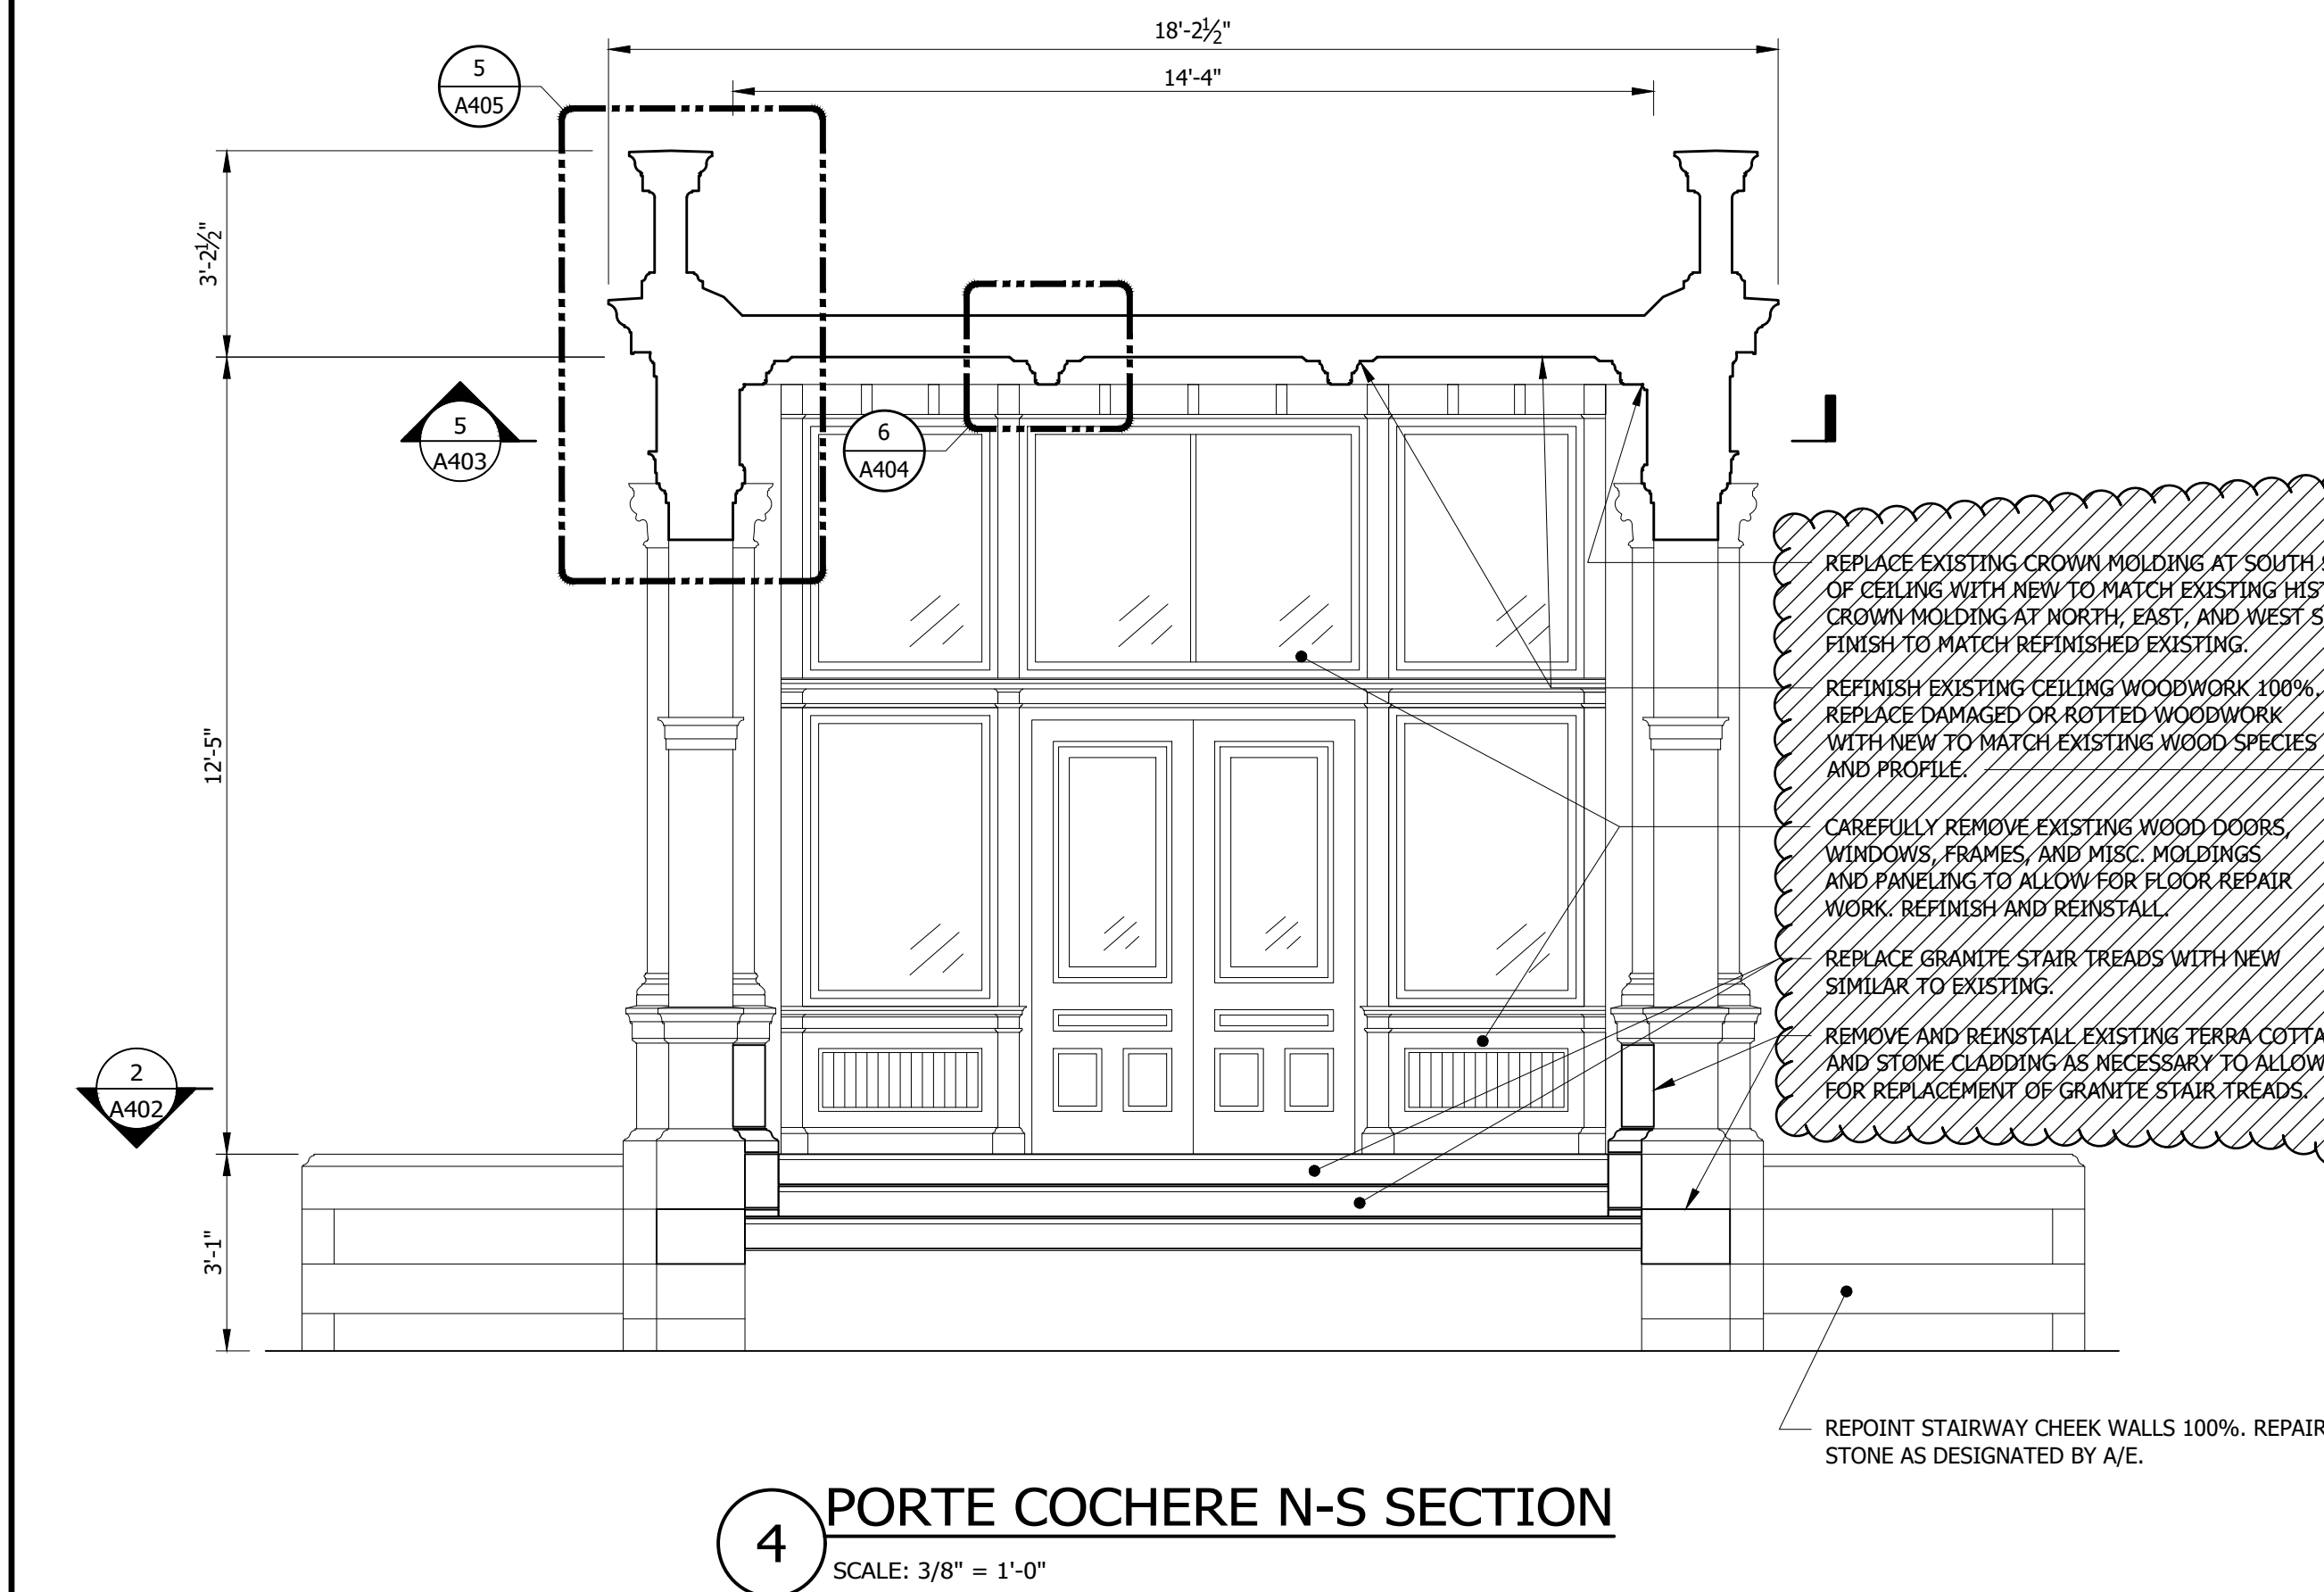 18'-2½"
14'-4"
5
A405
3'-2½"
5
A403
6
A404
REPLACE EXISTING CROWN MOLDING AT SOUTH
OF CEILING WITH NEW TO MATCH EXISTING
CROWN MOLDING AT NORTH, EAST, AND WEST
FINISH TO MATCH REFINISHED EXISTING.
REFINISH EXISTING CEILING WOODWORK 100%.
REPLACE DAMAGED OR ROTTED WOODWORK
WITH NEW TO MATCH EXISTING WOOD SPECIES
AND PROFILE.
12'-5"
CAREFULLY REMOVE EXISTING WOOD DOORS,
WINDOWS, FRAMES, AND MISC. MOLDINGS
AND PANELING TO ALLOW FOR FLOOR REPAIR
WORK. REFINISH AND REINSTALL.
REPLACE GRANITE STAIR TREADS WITH NEW
SIMILAR TO EXISTING.
REMOVE AND REINSTALL EXISTING TERRA COTTA
AND STONE CLADDING AS NECESSARY TO ALLOW
FOR REPLACEMENT OF GRANITE STAIR TREADS.
2
A402
3'-1"
REPOINT STAIRWAY CHEEK WALLS 100%. REPAIR
STONE AS DESIGNATED BY A/E.
4
PORTE COCHERE N-S SECTION
SCALE: 3/8" = 1'-0"